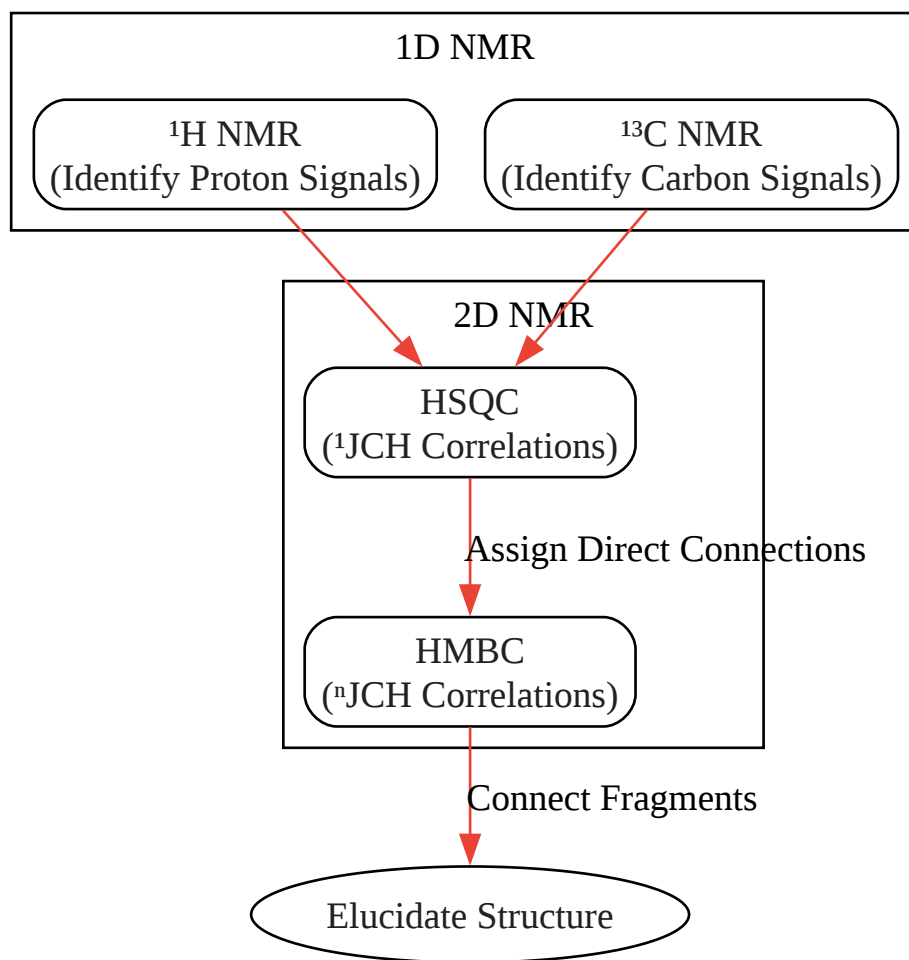 1D NMR
¹H NMR
(Identify Proton Signals)
¹³C NMR
(Identify Carbon Signals)
2D NMR
HSQC
(¹JCH Correlations)
Assign Direct Connections
HMBC
(ⁿJCH Correlations)
Connect Fragments
Elucidate Structure